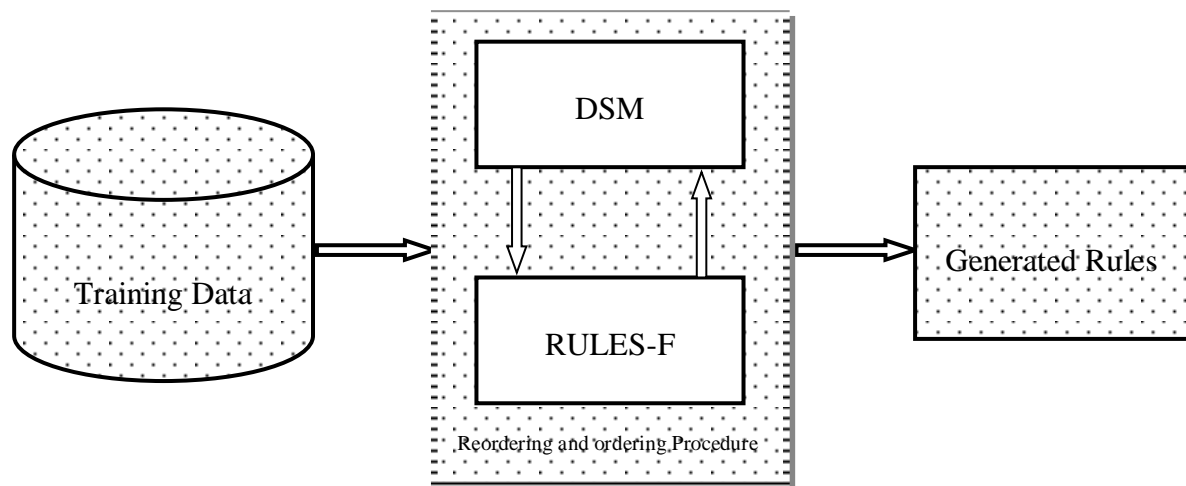 DSM
Training Data
Generated Rules
RULES-F
Reordering and ordering Procedure